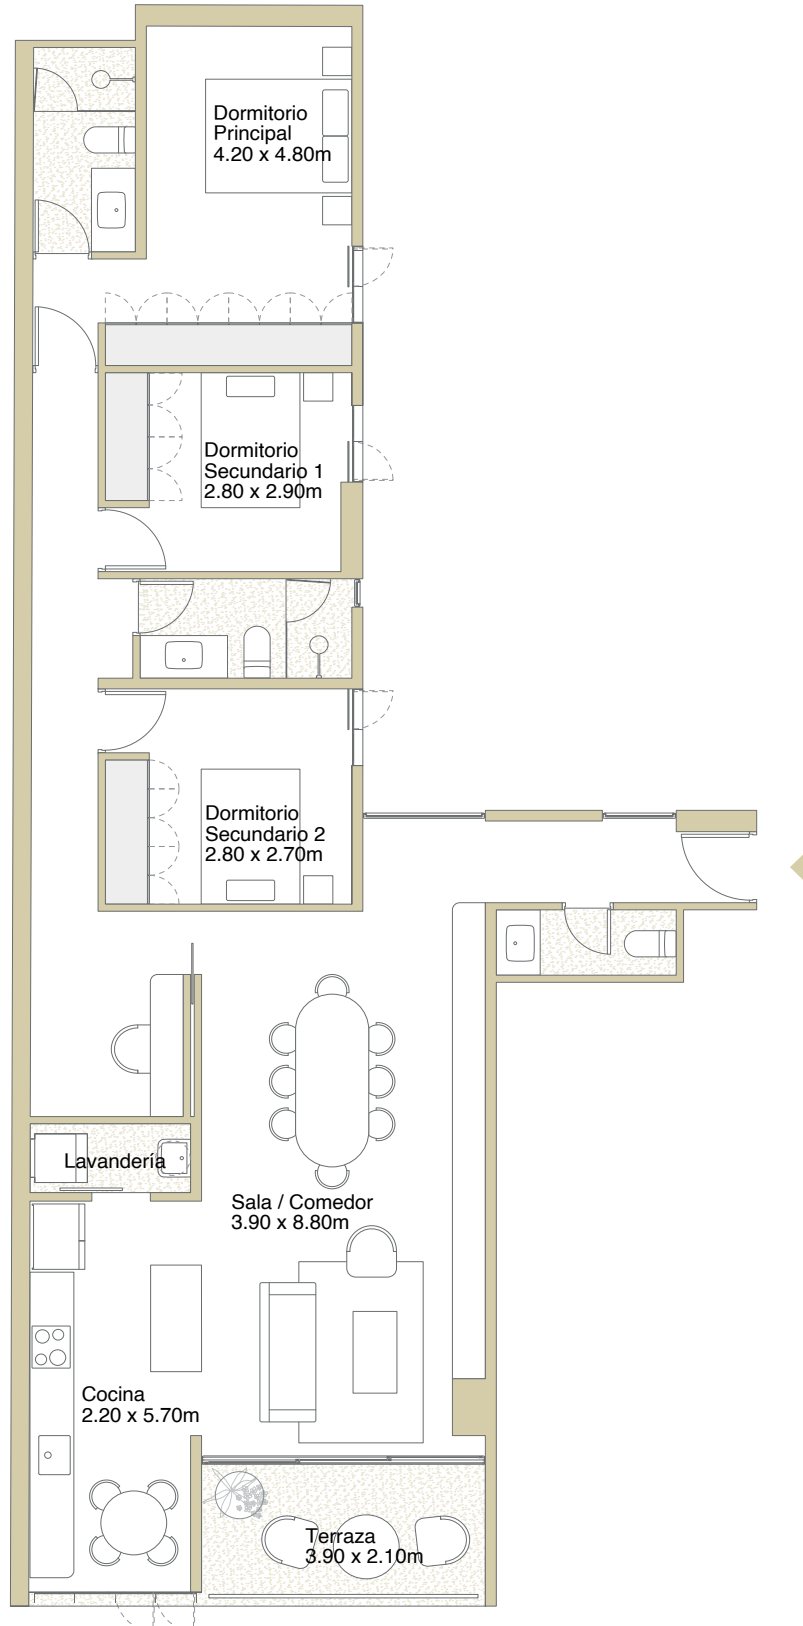 Dormitorio
Principal
4.20 x 4.80m
Dormitorio
Secundario 1
2.80 x 2.90m
Dormitorio
Secundario 2
2.80 x 2.70m
Lavandería
Sala / Comedor
3.90 x 8.80m
Cocina
2.20 x 5.70m
Terraza
3.90 x 2.10m